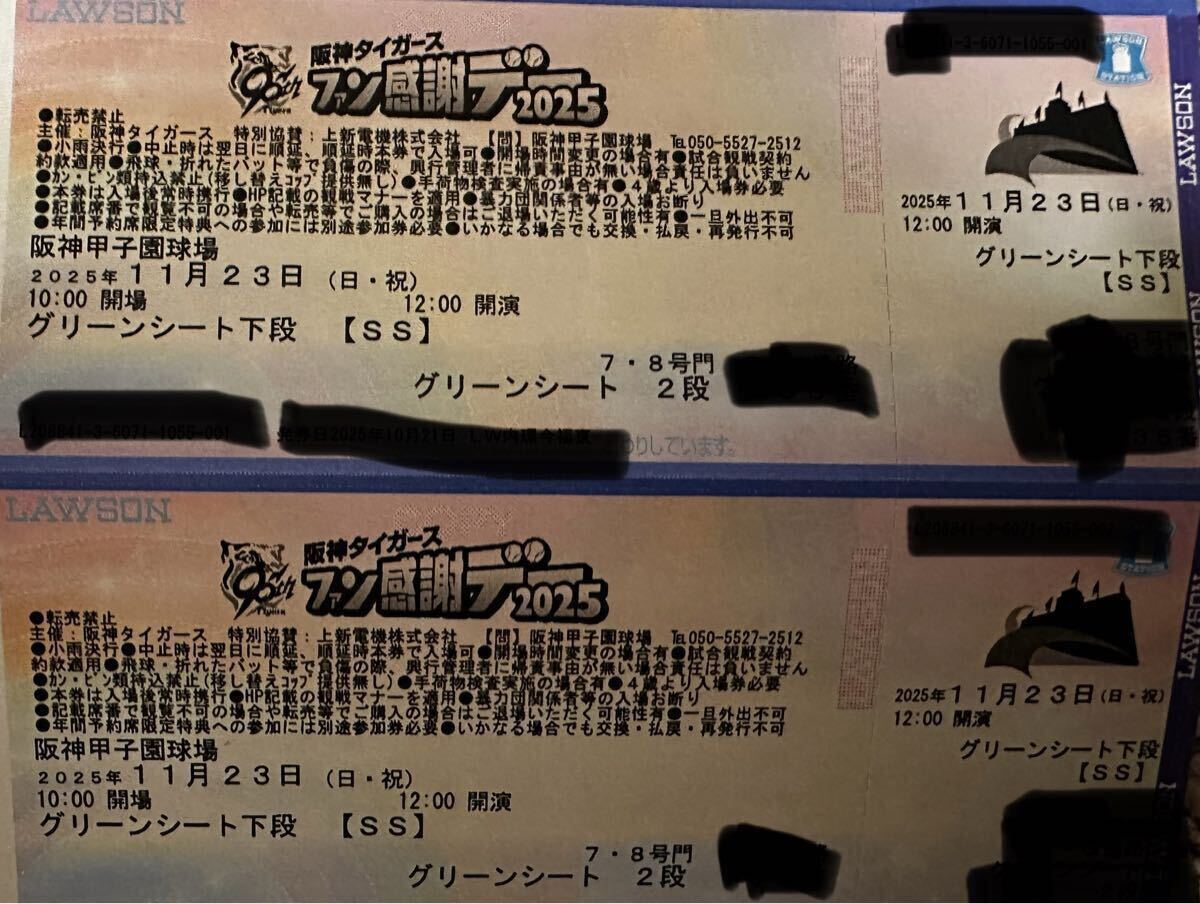 LAWSON
阪神タイガース
ファン感謝デー2025
●転売禁止
主催：阪神タイガース 特別協賛：上新電機株式会社 【問】阪神甲子園球場 ℡050-5527-2512
●小雨決行●中止時は翌日に順延、順延時本券で入場可●開場時間変更の場合有●試合観戦契約
約款適用●飛球・折れたバット等で負傷の際、興行管理者に帰責事由が無い場合責任は負いません
●カン・ビン類持込禁止(移し替えコップ提供無し)●手荷物検査実施の場合有●4歳より入場券必要
●本券は入場後常時携行●HP記載の観戦マナーを適用●暴力団関係者等の入場お断り
●記載席番で観覧不可の場合や転売等でご購入の場合はご退場いただく可能性有●一旦外出不可
●年間予約席限定特典への参加には別途参加券必要●いかなる場合でも交換・払戻・再発行不可
阪神甲子園球場
2025年11月23日（日・祝）
10:00 開場 12:00 開演
グリーンシート下段 【ＳＳ】
7・8号門
グリーンシート 2段
わりしています。
LAWSON
STATION
2025年11月23日（日・祝）
12:00 開演
グリーンシート下段
【ＳＳ】
LAWSON
LAWSON
LAWSON
阪神タイガース
ファン感謝デー2025
●転売禁止
主催：阪神タイガース 特別協賛：上新電機株式会社 【問】阪神甲子園球場 ℡050-5527-2512
●小雨決行●中止時は翌日に順延、順延時本券で入場可●開場時間変更の場合有●試合観戦契約
約款適用●飛球・折れたバット等で負傷の際、興行管理者に帰責事由が無い場合責任は負いません
●カン・ビン類持込禁止(移し替えコップ提供無し)●手荷物検査実施の場合有●4歳より入場券必要
●本券は入場後常時携行●HP記載の観戦マナーを適用●暴力団関係者等の入場お断り
●記載席番で観覧不可の場合や転売等でご購入の場合はご退場いただく可能性有●一旦外出不可
●年間予約席限定特典への参加には別途参加券必要●いかなる場合でも交換・払戻・再発行不可
阪神甲子園球場
2025年11月23日（日・祝）
10:00 開場 12:00 開演
グリーンシート下段 【ＳＳ】
7・8号門
グリーンシート 2段
STATION
2025年11月23日（日・祝）
12:00 開演
グリーンシート下段
【ＳＳ】
LAWSON
LAWSON